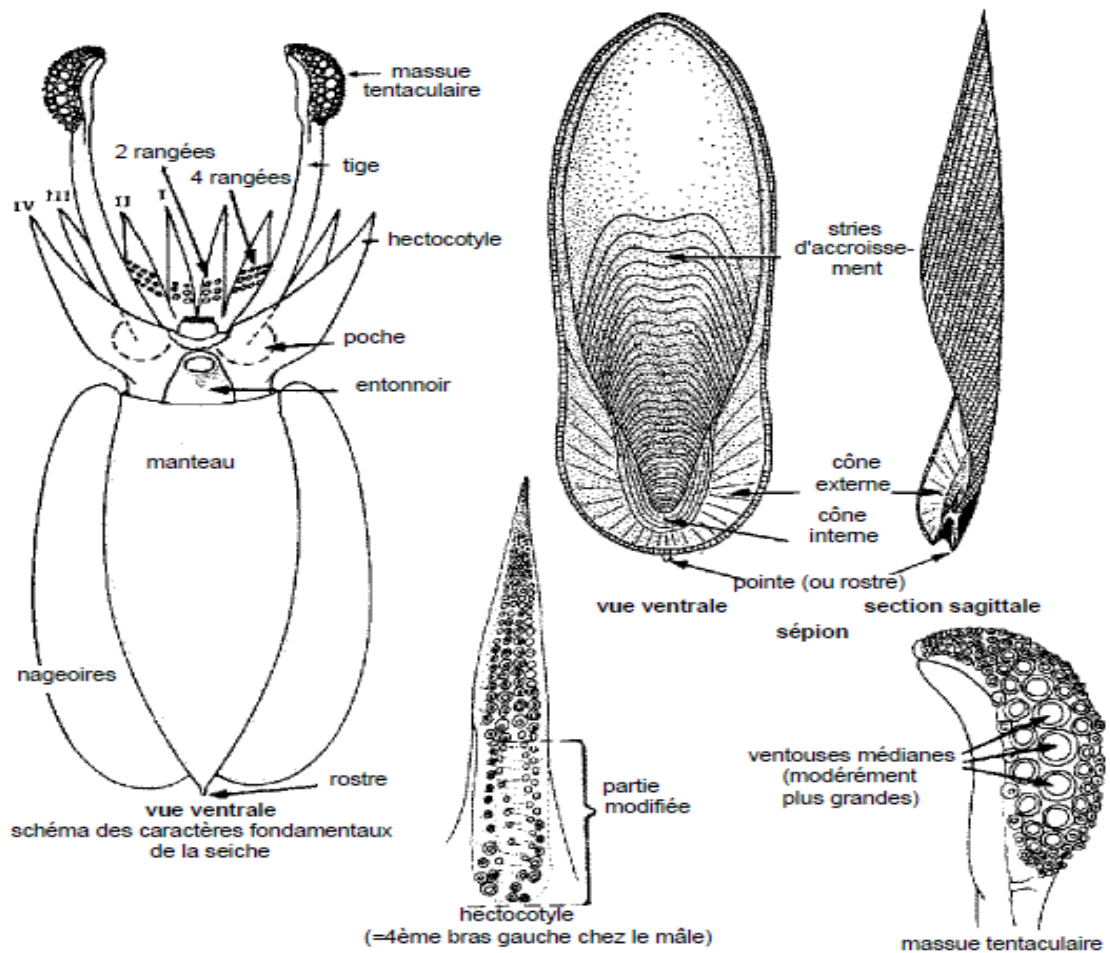 massue
tentaculaire
2 rangées
4 rangées
tige
IV
III
II
I
hectocotyle
poche
entonnoir
manteau
nageoires
rostre
vue ventrale
schéma des caractères fondamentaux
de la seiche
stries
d'accroisse-
ment
cône
externe
cône
interne
pointe (ou rostre)
vue ventrale
section sagittale
sépion
partie
modifiée
hectocotyle
(=4ème bras gauche chez le mâle)
ventouses médianes
(modérément
plus grandes)
massue tentaculaire